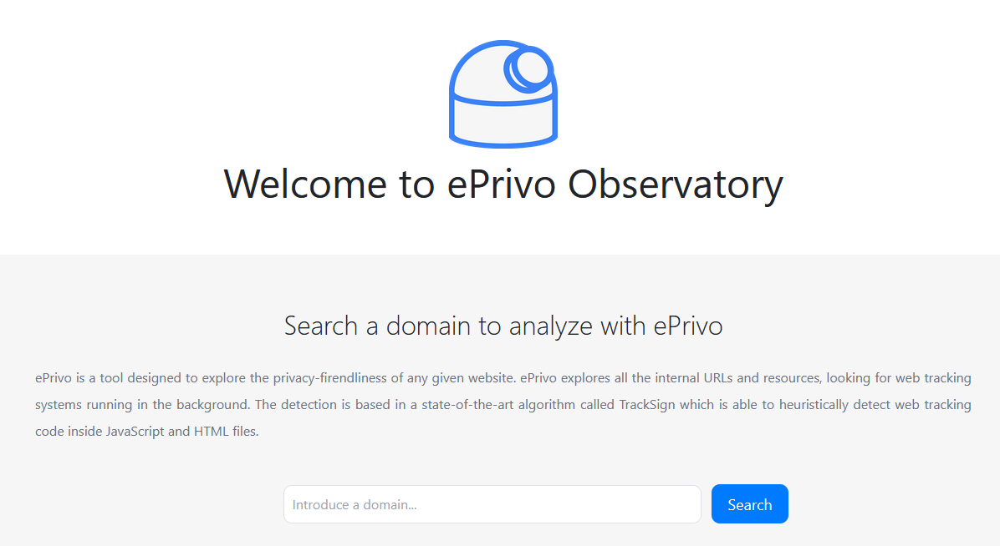 Welcome to ePrivo Observatory
Search a domain to analyze with ePrivo
ePrivo is a tool designed to explore the privacy-firendliness of any given website. ePrivo explores all the internal URLs and resources, looking for web tracking
systems running in the background. The detection is based in a state-of-the-art algorithm called TrackSign which is able to heuristically detect web tracking
code inside JavaScript and HTML files.
Introduce a domain...
Search